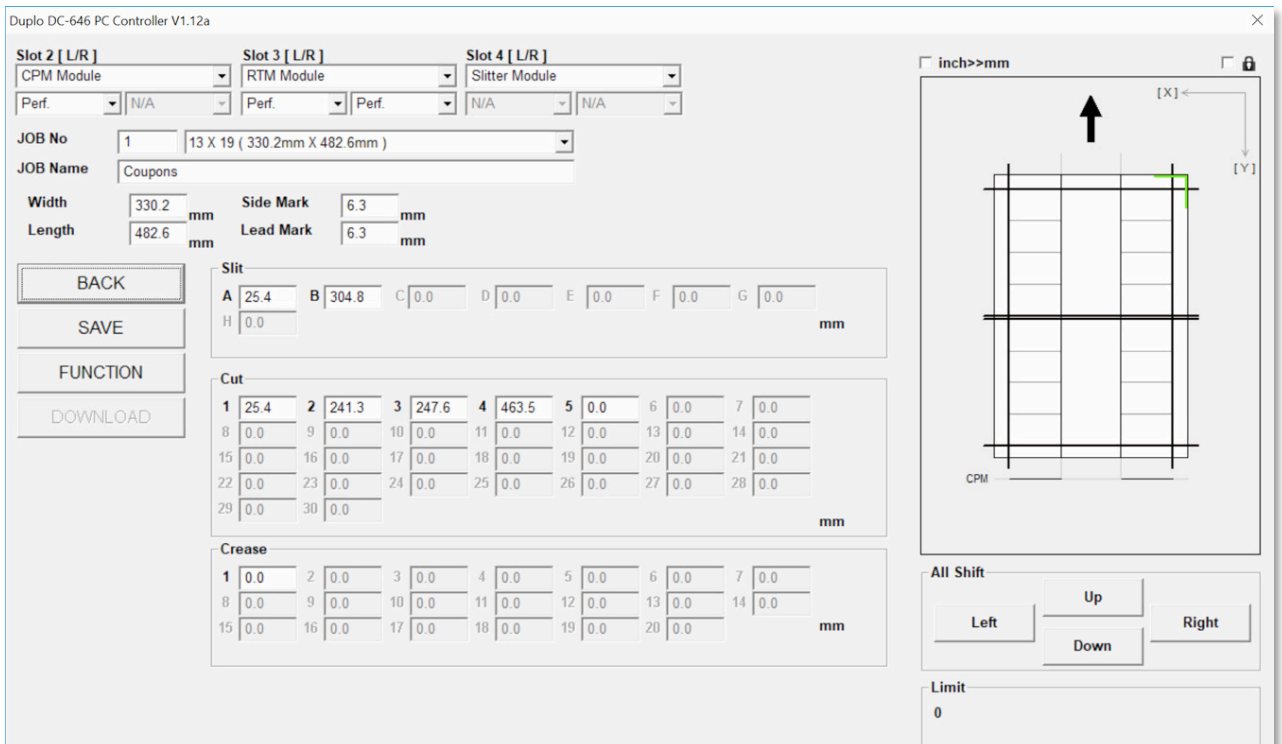 Duplo DC-646 PC Controller V1.12a
Slot 2 [ L/R ] Slot 3 [ L/R ] Slot 4 [ L/R ]
CPM Module RTM Module Slitter Module
Perf. N/A Perf. Perf. N/A N/A
JOB No 1 13 X 19 ( 330.2mm X 482.6mm )
JOB Name Coupons
Width 330.2 mm Side Mark 6.3 mm
Length 482.6 mm Lead Mark 6.3 mm
BACK
SAVE
FUNCTION
DOWNLOAD
Slit
A 25.4 B 304.8 C 0.0 D 0.0 E 0.0 F 0.0 G 0.0
H 0.0 mm
Cut
1 25.4 2 241.3 3 247.6 4 463.5 5 0.0 6 0.0 7 0.0
8 0.0 9 0.0 10 0.0 11 0.0 12 0.0 13 0.0 14 0.0
15 0.0 16 0.0 17 0.0 18 0.0 19 0.0 20 0.0 21 0.0
22 0.0 23 0.0 24 0.0 25 0.0 26 0.0 27 0.0 28 0.0
29 0.0 30 0.0
mm
Crease
1 0.0 2 0.0 3 0.0 4 0.0 5 0.0 6 0.0 7 0.0
8 0.0 9 0.0 10 0.0 11 0.0 12 0.0 13 0.0 14 0.0
15 0.0 16 0.0 17 0.0 18 0.0 19 0.0 20 0.0 mm
inch>>mm
[X]
[Y]
CPM
All Shift
Up
Left Right
Down
Limit
0